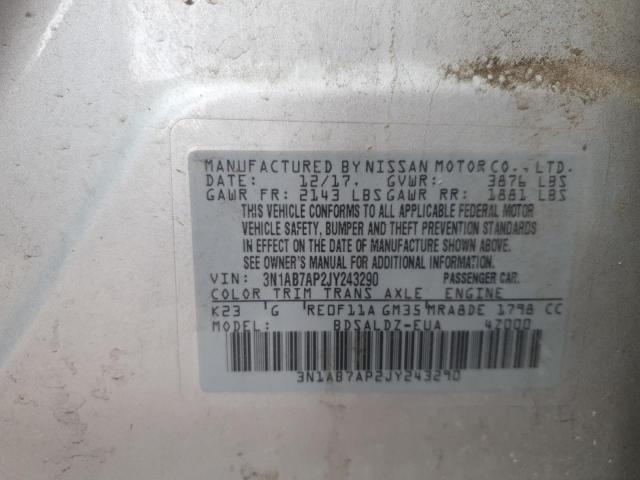 MANUFACTURED BY NISSAN MOTOR CO., LTD.
DATE: 12/17. GVWR: 3876 LBS
GAWR FR: 2143 LBS GAWR RR: 1881 LBS
THIS VEHICLE CONFORMS TO ALL APPLICABLE FEDERAL MOTOR
VEHICLE SAFETY, BUMPER AND THEFT PREVENTION STANDARDS
IN EFFECT ON THE DATE OF MANUFACTURE SHOWN ABOVE.
SEE OWNER'S MANUAL FOR ADDITIONAL INFORMATION.
VIN: 3N1AB7AP2JY243290 PASSENGER CAR.
COLOR TRIM TRANS AXLE ENGINE
K23 G RE0F11A GM35 MRA8DE 1798 CC
MODEL: BDSALDZ-EUA 4Z000
3N1AB7AP2JY243290